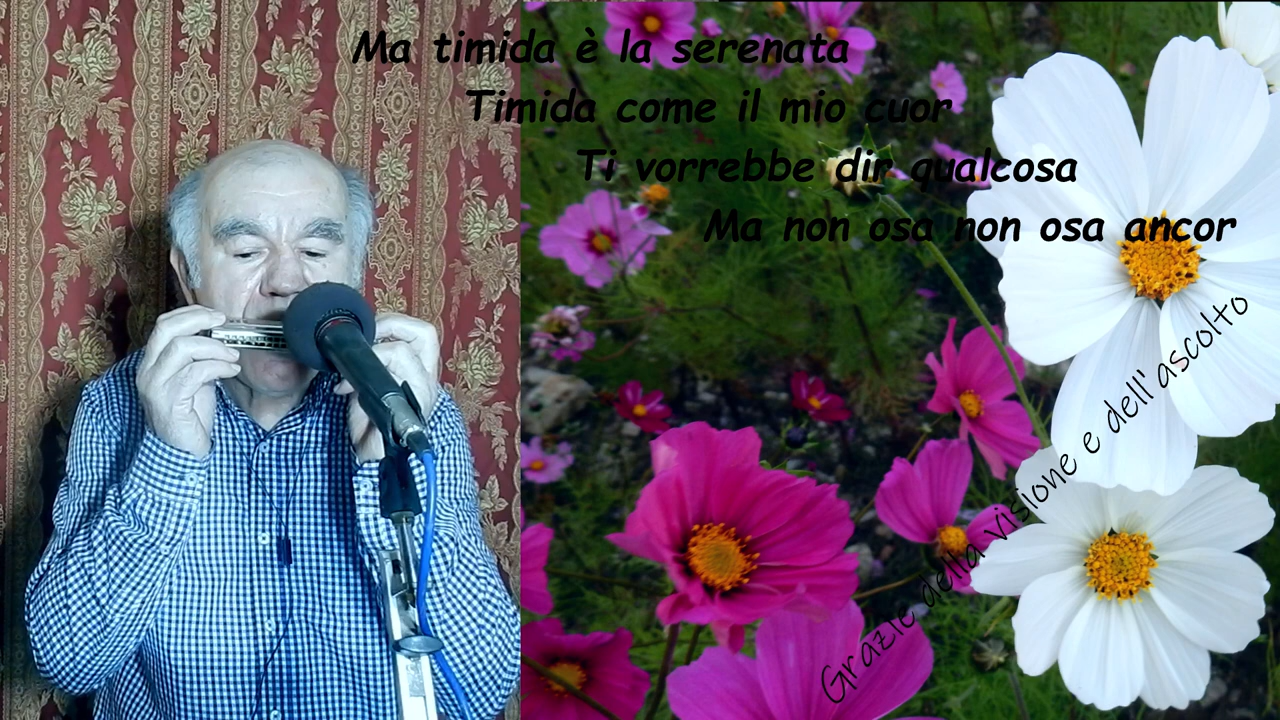 Ma timida è la serenata
Timida come il mio cuor
Ti vorrebbe dir qualcosa
Ma non osa non osa ancor
Grazie della visione e dell'ascolto